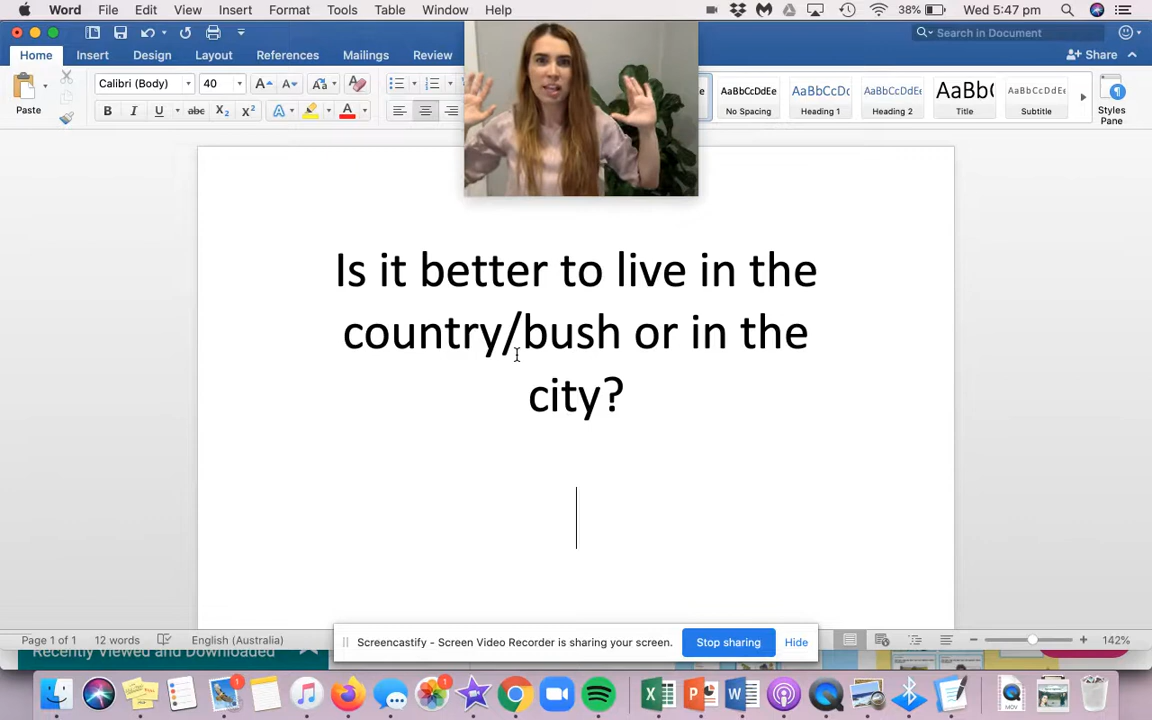 Word File Edit View Insert Format Tools Table Window Help 38% Wed 5:47 pm
Search in Document
Home Insert Design Layout References Mailings Review Share
Paste Calibri (Body) 40 Styles Pane
AaBbCcDdEe AaBbCcDc AaBbCcDdEe AaBb( AaBbCcDdEe
No Spacing Heading 1 Heading 2 Title Subtitle
B I U abc X₂ X² A A
Is it better to live in the
country/bush or in the
city?
Page 1 of 1 12 words English (Australia) 142%
Screencastify - Screen Video Recorder is sharing your screen. Stop sharing Hide
Recently Viewed and Downloaded